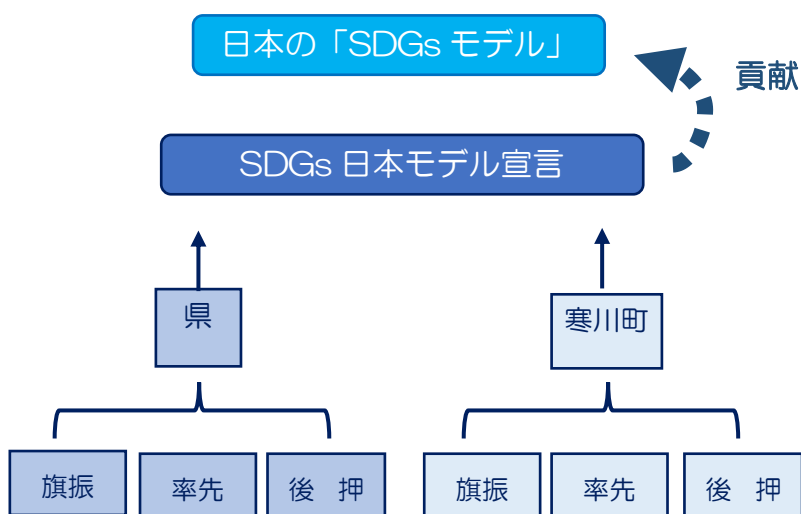 日本の「SDGs モデル」
貢献
SDGs 日本モデル宣言
県
寒川町
旗振
率先
後 押
旗振
率先
後 押